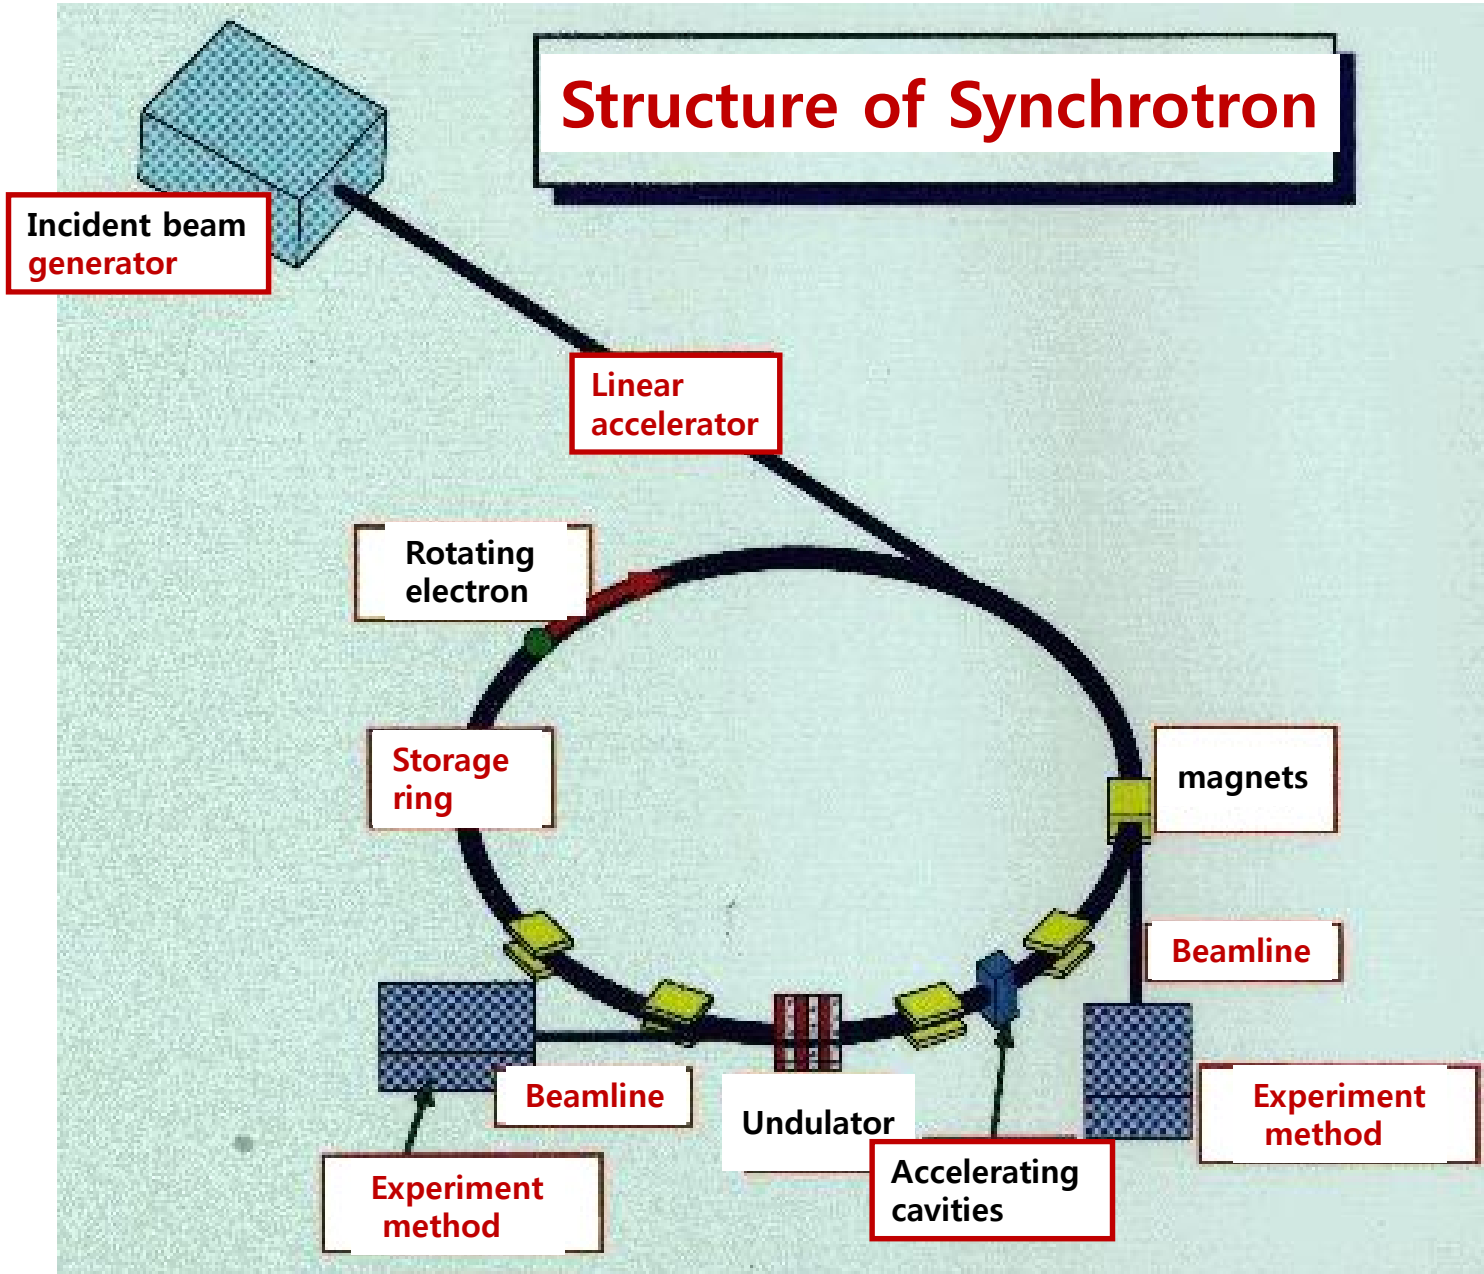 Structure of Synchrotron
Incident beam
generator
Linear
accelerator
Rotating
electron
Storage
ring
magnets
Beamline
Beamline
Undulator
Experiment
method
Accelerating
cavities
Experiment
method